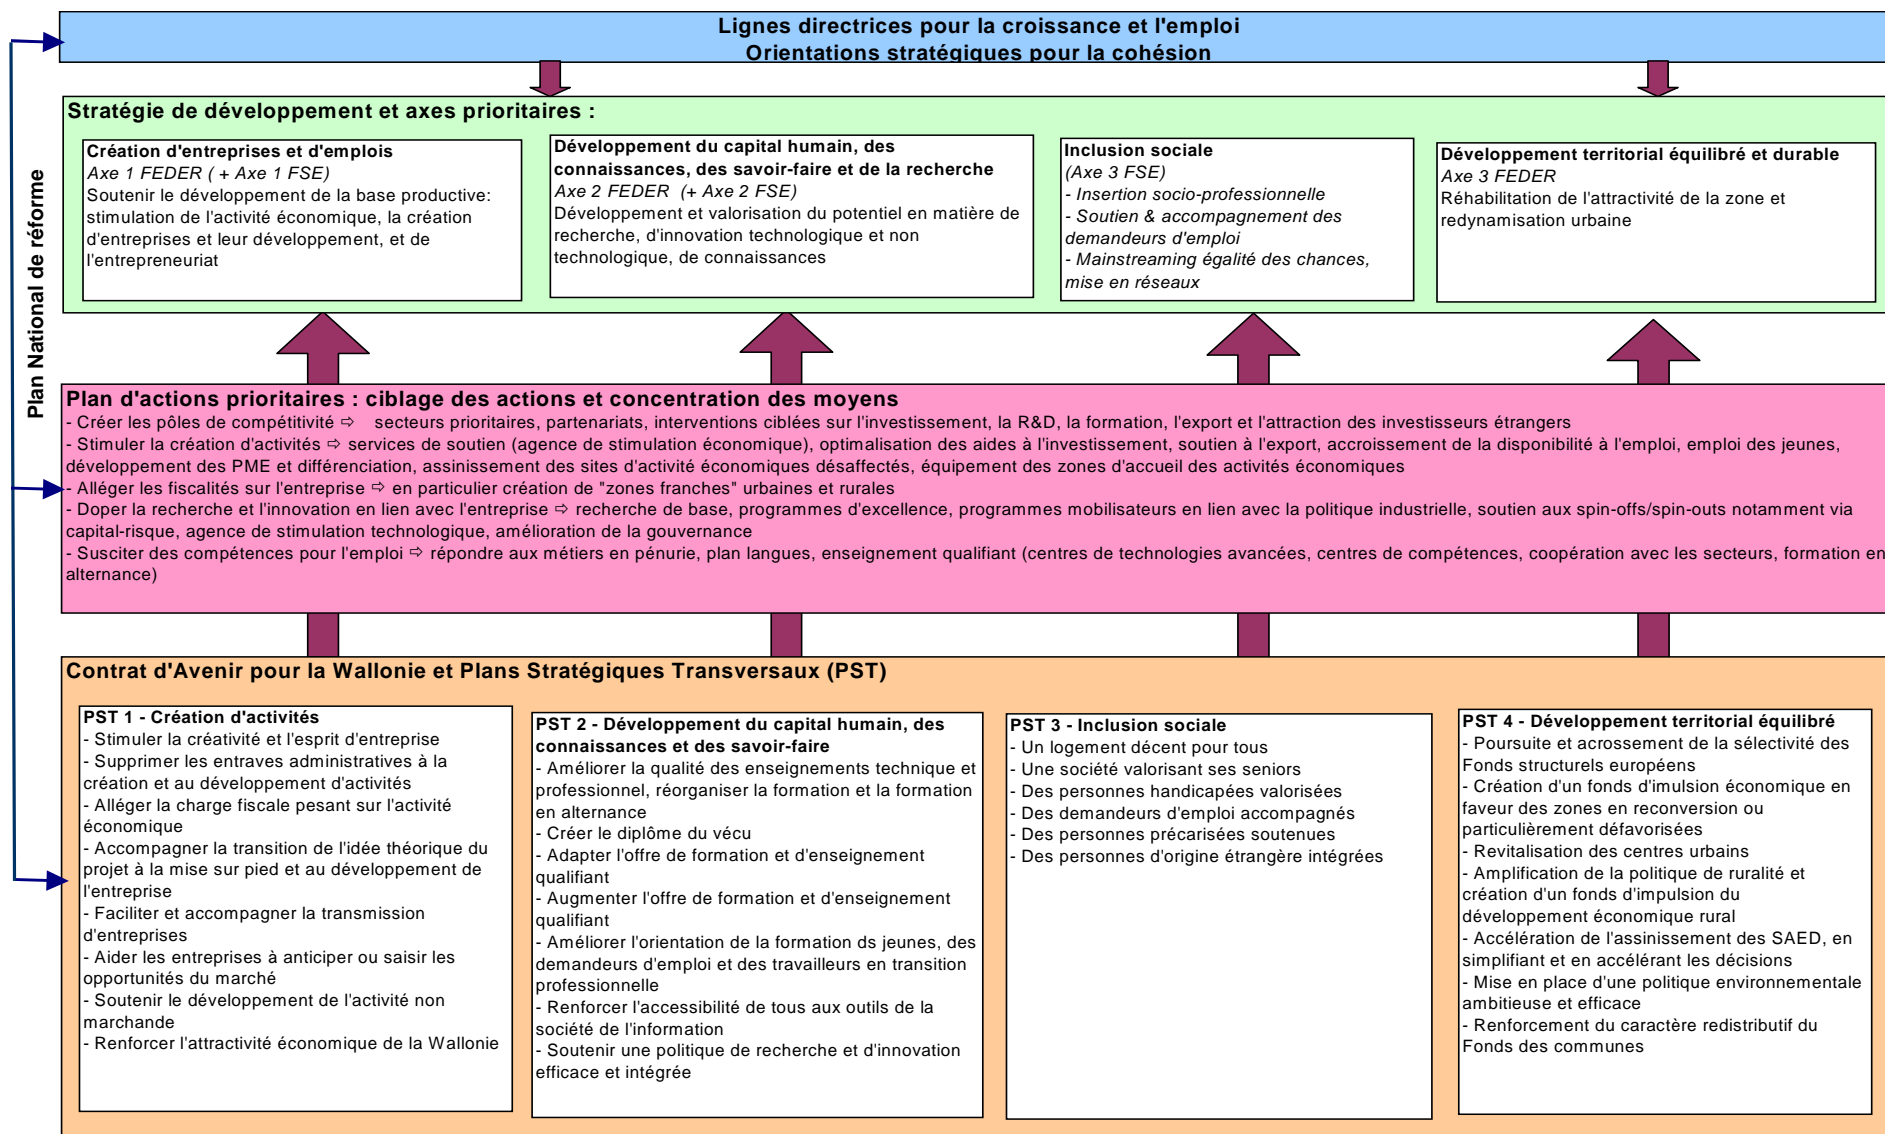 Lignes directrices pour la croissance et l'emploi
Orientations stratégiques pour la cohésion
Plan National de réforme
Stratégie de développement et axes prioritaires :
Création d'entreprises et d'emplois
Axe 1 FEDER ( + Axe 1 FSE)
Soutenir le développement de la base productive:
stimulation de l'activité économique, la création
d'entreprises et leur développement, et de
l'entrepreneuriat
Développement du capital humain, des
connaissances, des savoir-faire et de la recherche
Axe 2 FEDER (+ Axe 2 FSE)
Développement et valorisation du potentiel en matière de
recherche, d'innovation technologique et non
technologique, de connaissances
Inclusion sociale
(Axe 3 FSE)
- Insertion socio-professionnelle
- Soutien & accompagnement des
demandeurs d'emploi
- Mainstreaming égalité des chances,
mise en réseaux
Développement territorial équilibré et durable
Axe 3 FEDER
Réhabilitation de l'attractivité de la zone et
redynamisation urbaine
Plan d'actions prioritaires : ciblage des actions et concentration des moyens
- Créer les pôles de compétitivité ⇨ secteurs prioritaires, partenariats, interventions ciblées sur l'investissement, la R&D, la formation, l'export et l'attraction des investisseurs étrangers
- Stimuler la création d'activités ⇨ services de soutien (agence de stimulation économique), optimalisation des aides à l'investissement, soutien à l'export, accroissement de la disponibilité à l'emploi, emploi des jeunes,
développement des PME et différenciation, assinissement des sites d'activité économiques désaffectés, équipement des zones d'accueil des activités économiques
- Alléger les fiscalités sur l'entreprise ⇨ en particulier création de "zones franches" urbaines et rurales
- Doper la recherche et l'innovation en lien avec l'entreprise ⇨ recherche de base, programmes d'excellence, programmes mobilisateurs en lien avec la politique industrielle, soutien aux spin-offs/spin-outs notamment via
capital-risque, agence de stimulation technologique, amélioration de la gouvernance
- Susciter des compétences pour l'emploi ⇨ répondre aux métiers en pénurie, plan langues, enseignement qualifiant (centres de technologies avancées, centres de compétences, coopération avec les secteurs, formation en
alternance)
Contrat d'Avenir pour la Wallonie et Plans Stratégiques Transversaux (PST)
PST 1 - Création d'activités
- Stimuler la créativité et l'esprit d'entreprise
- Supprimer les entraves administratives à la
création et au développement d'activités
- Alléger la charge fiscale pesant sur l'activité
économique
- Accompagner la transition de l'idée théorique du
projet à la mise sur pied et au développement de
l'entreprise
- Faciliter et accompagner la transmission
d'entreprises
- Aider les entreprises à anticiper ou saisir les
opportunités du marché
- Soutenir le développement de l'activité non
marchande
- Renforcer l'attractivité économique de la Wallonie
PST 2 - Développement du capital humain, des
connaissances et des savoir-faire
- Améliorer la qualité des enseignements technique et
professionnel, réorganiser la formation et la formation
en alternance
- Créer le diplôme du vécu
- Adapter l'offre de formation et d'enseignement
qualifiant
- Augmenter l'offre de formation et d'enseignement
qualifiant
- Améliorer l'orientation de la formation ds jeunes, des
demandeurs d'emploi et des travailleurs en transition
professionnelle
- Renforcer l'accessibilité de tous aux outils de la
société de l'information
- Soutenir une politique de recherche et d'innovation
efficace et intégrée
PST 3 - Inclusion sociale
- Un logement décent pour tous
- Une société valorisant ses seniors
- Des personnes handicapées valorisées
- Des demandeurs d'emploi accompagnés
- Des personnes précarisées soutenues
- Des personnes d'origine étrangère intégrées
PST 4 - Développement territorial équilibré
- Poursuite et acrossement de la sélectivité des
Fonds structurels européens
- Création d'un fonds d'imulsion économique en
faveur des zones en reconversion ou
particulièrement défavorisées
- Revitalisation des centres urbains
- Amplification de la politique de ruralité et
création d'un fonds d'impulsion du
développement économique rural
- Accélération de l'assinissement des SAED, en
simplifiant et en accélérant les décisions
- Mise en place d'une politique environnementale
ambitieuse et efficace
- Renforcement du caractère redistributif du
Fonds des communes